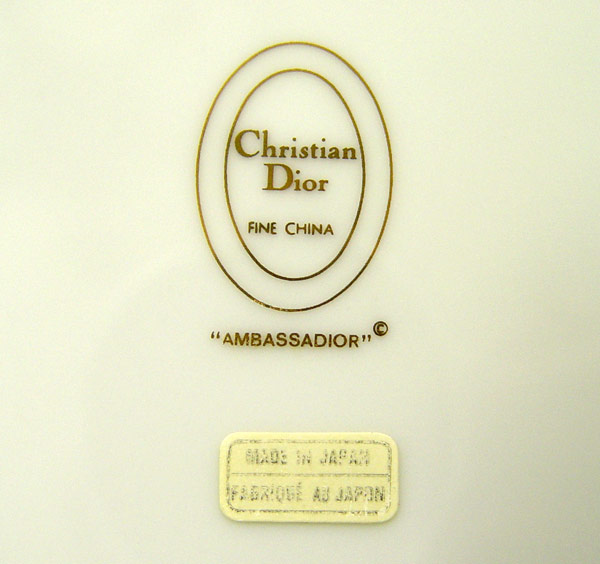 Christian
Dior
FINE CHINA
"AMBASSADIOR"©
MADE IN JAPAN
FABRIQUÉ AU JAPON